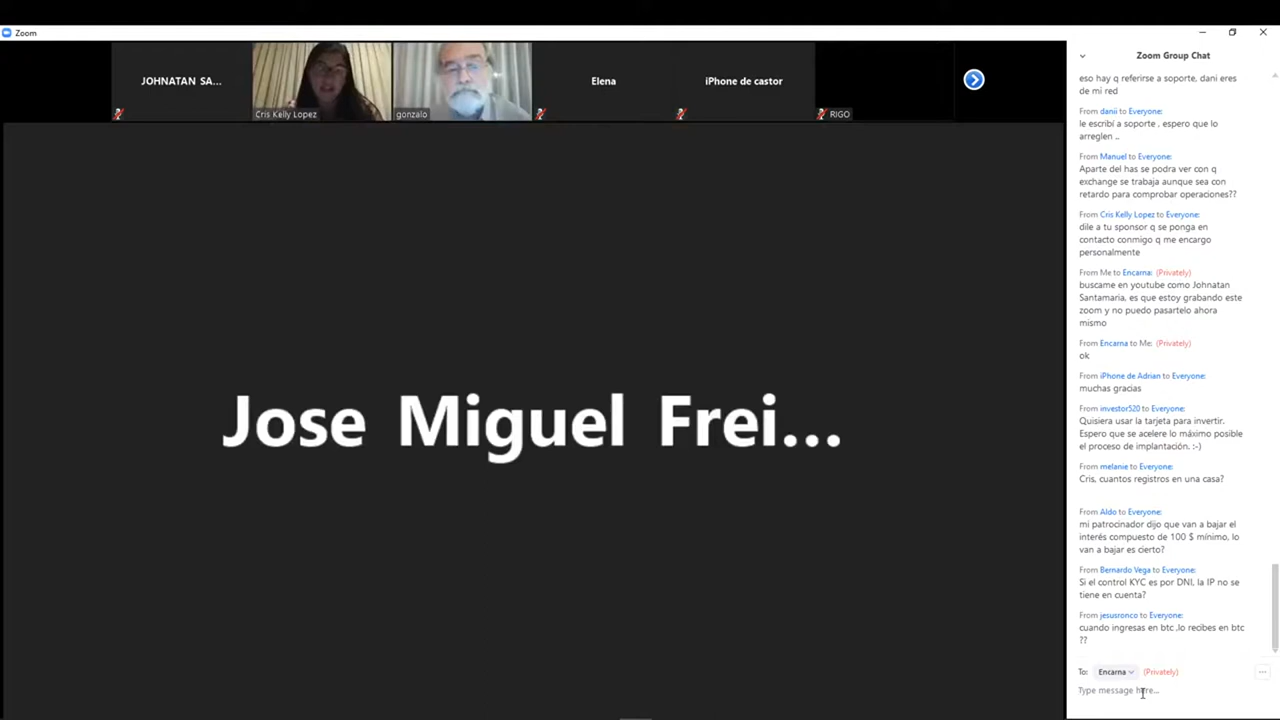 Zoom
JOHNATAN SA...
Cris Kelly Lopez
gonzalo
Elena
iPhone de castor
RIGO
Jose Miguel Frei...
Zoom Group Chat
eso hay q referirse a soporte, dani eres
de mi red
From danii to Everyone:
le escribí a soporte , espero que lo
arreglen ..
From Manuel to Everyone:
Aparte del has se podra ver con q
exchange se trabaja aunque sea con
retardo para comprobar operaciones??
From Cris Kelly Lopez to Everyone:
dile a tu sponsor q se ponga en
contacto conmigo q me encargo
personalmente
From Me to Encarna: (Privately)
buscame en youtube como Johnatan
Santamaria, es que estoy grabando este
zoom y no puedo pasartelo ahora
mismo
From Encarna to Me: (Privately)
ok
From iPhone de Adrian to Everyone:
muchas gracias
From investor520 to Everyone:
Quisiera usar la tarjeta para invertir.
Espero que se acelere lo máximo posible
el proceso de implantación. :-)
From melanie to Everyone:
Cris, cuantos registros en una casa?
From Aldo to Everyone:
mi patrocinador dijo que van a bajar el
interés compuesto de 100 $ mínimo, lo
van a bajar es cierto?
From Bernardo Vega to Everyone:
Si el control KYC es por DNI, la IP no se
tiene en cuenta?
From jesusronco to Everyone:
cuando ingresas en btc ,lo recibes en btc
??
To: Encarna (Privately)
Type message here...